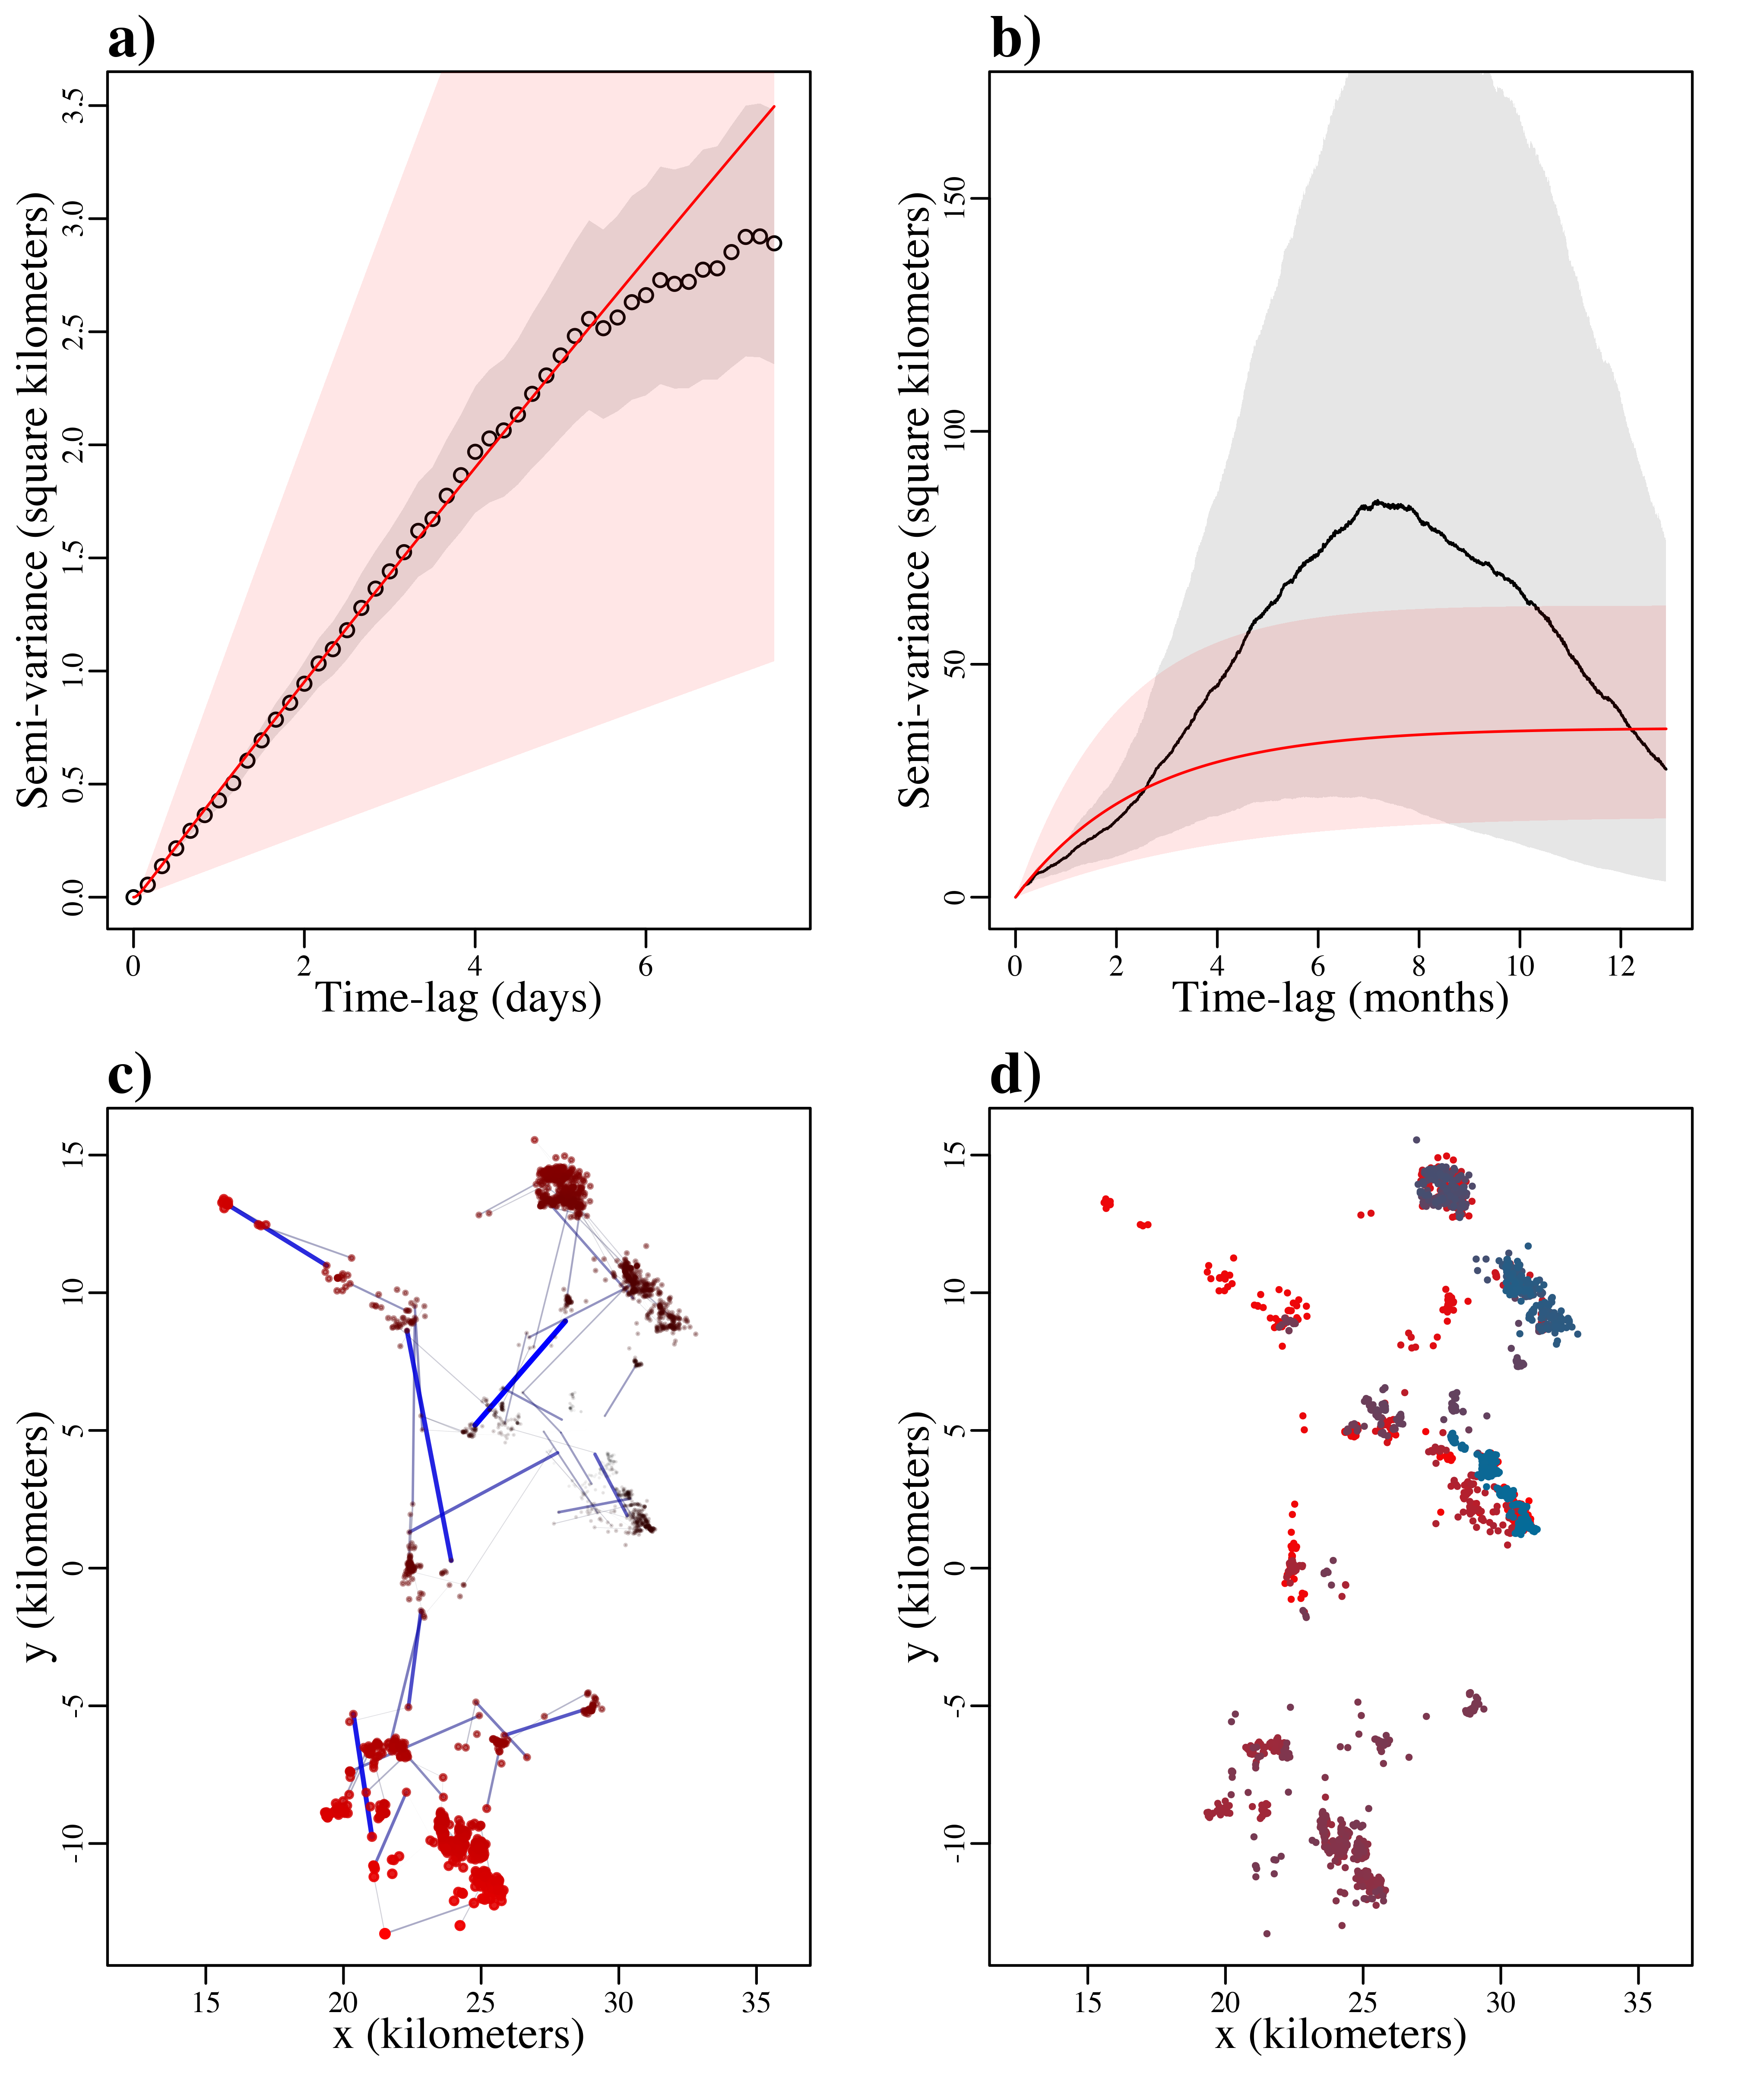 a)
Semi-variance (square kilometers)
0.0 0.5 1.0 1.5 2.0 2.5 3.0 3.5
0 2 4 6
Time-lag (days)
b)
Semi-variance (square kilometers)
0 50 100 150
0 2 4 6 8 10 12
Time-lag (months)
c)
y (kilometers)
-10 -5 0 5 10 15
15 20 25 30 35
x (kilometers)
d)
y (kilometers)
-10 -5 0 5 10 15
15 20 25 30 35
x (kilometers)